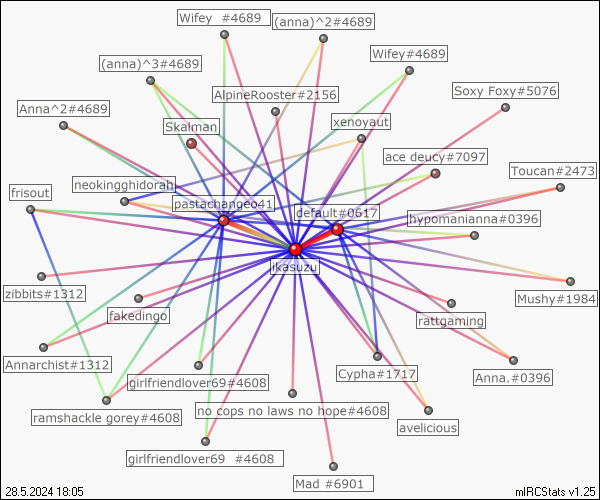 Wifey  #4689
(anna)^2#4689
Wifey#4689
(anna)^3#4689
AlpineRooster#2156
Soxy Foxy#5076
Anna^2#4689
Skalman
xenoyaut
ace deucy#7097
Toucan#2473
frisout
neokingghidorah
pastachangeo41
default#0617
hyponanianna#0396
ikasuzu
zibbits#1312
fakedingo
rattgaming
Mushy#1984
Annarchist#1312
girlfriendlover69#4608
Cypha#1717
Anna.#0396
ramshackle gorey#4608
no cops no laws no hope#4608
avelicious
girlfriendlover69  #4608
Mad #6901
28.5.2024 18:05
mIRCStats v1.25